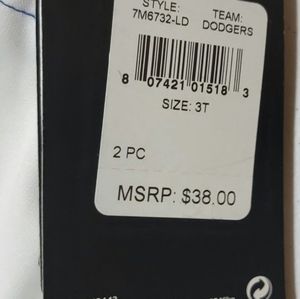 STYLE: TEAM:
7M6732-LD DODGERS
8 07421 01518 3
SIZE: 3T
2 PC
MSRP: $38.00